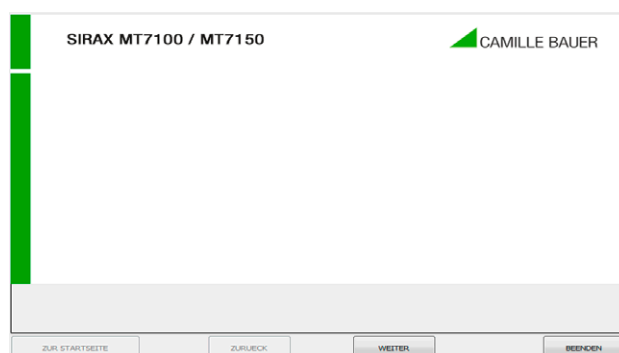 SIRAX MT7100 / MT7150
CAMILLE BAUER
ZUR STARTSEITE
ZURUECK
WEITER
BEENDEN